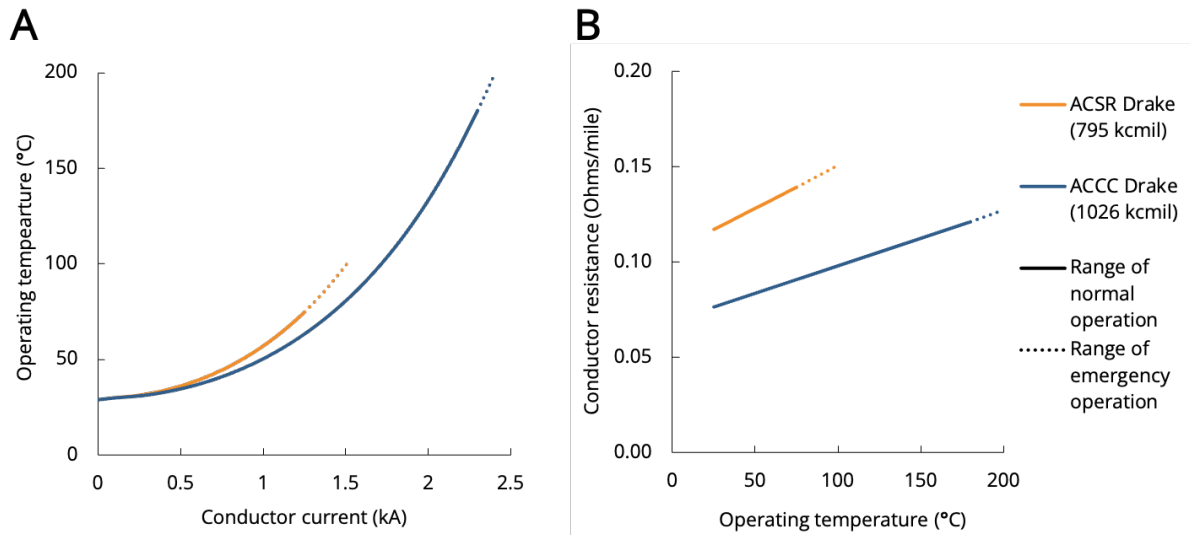 A
200
150
100
50
0
0
0.5
1
1.5
2
2.5
Operating tempearture (°C)
Conductor current (kA)
B
0.20
0.15
0.10
0.05
0.00
0
50
100
150
200
Conductor resistance (Ohms/mile)
Operating temperature (°C)
ACSR Drake
(795 kcmil)
ACCC Drake
(1026 kcmil)
Range of
normal
operation
Range of
emergency
operation